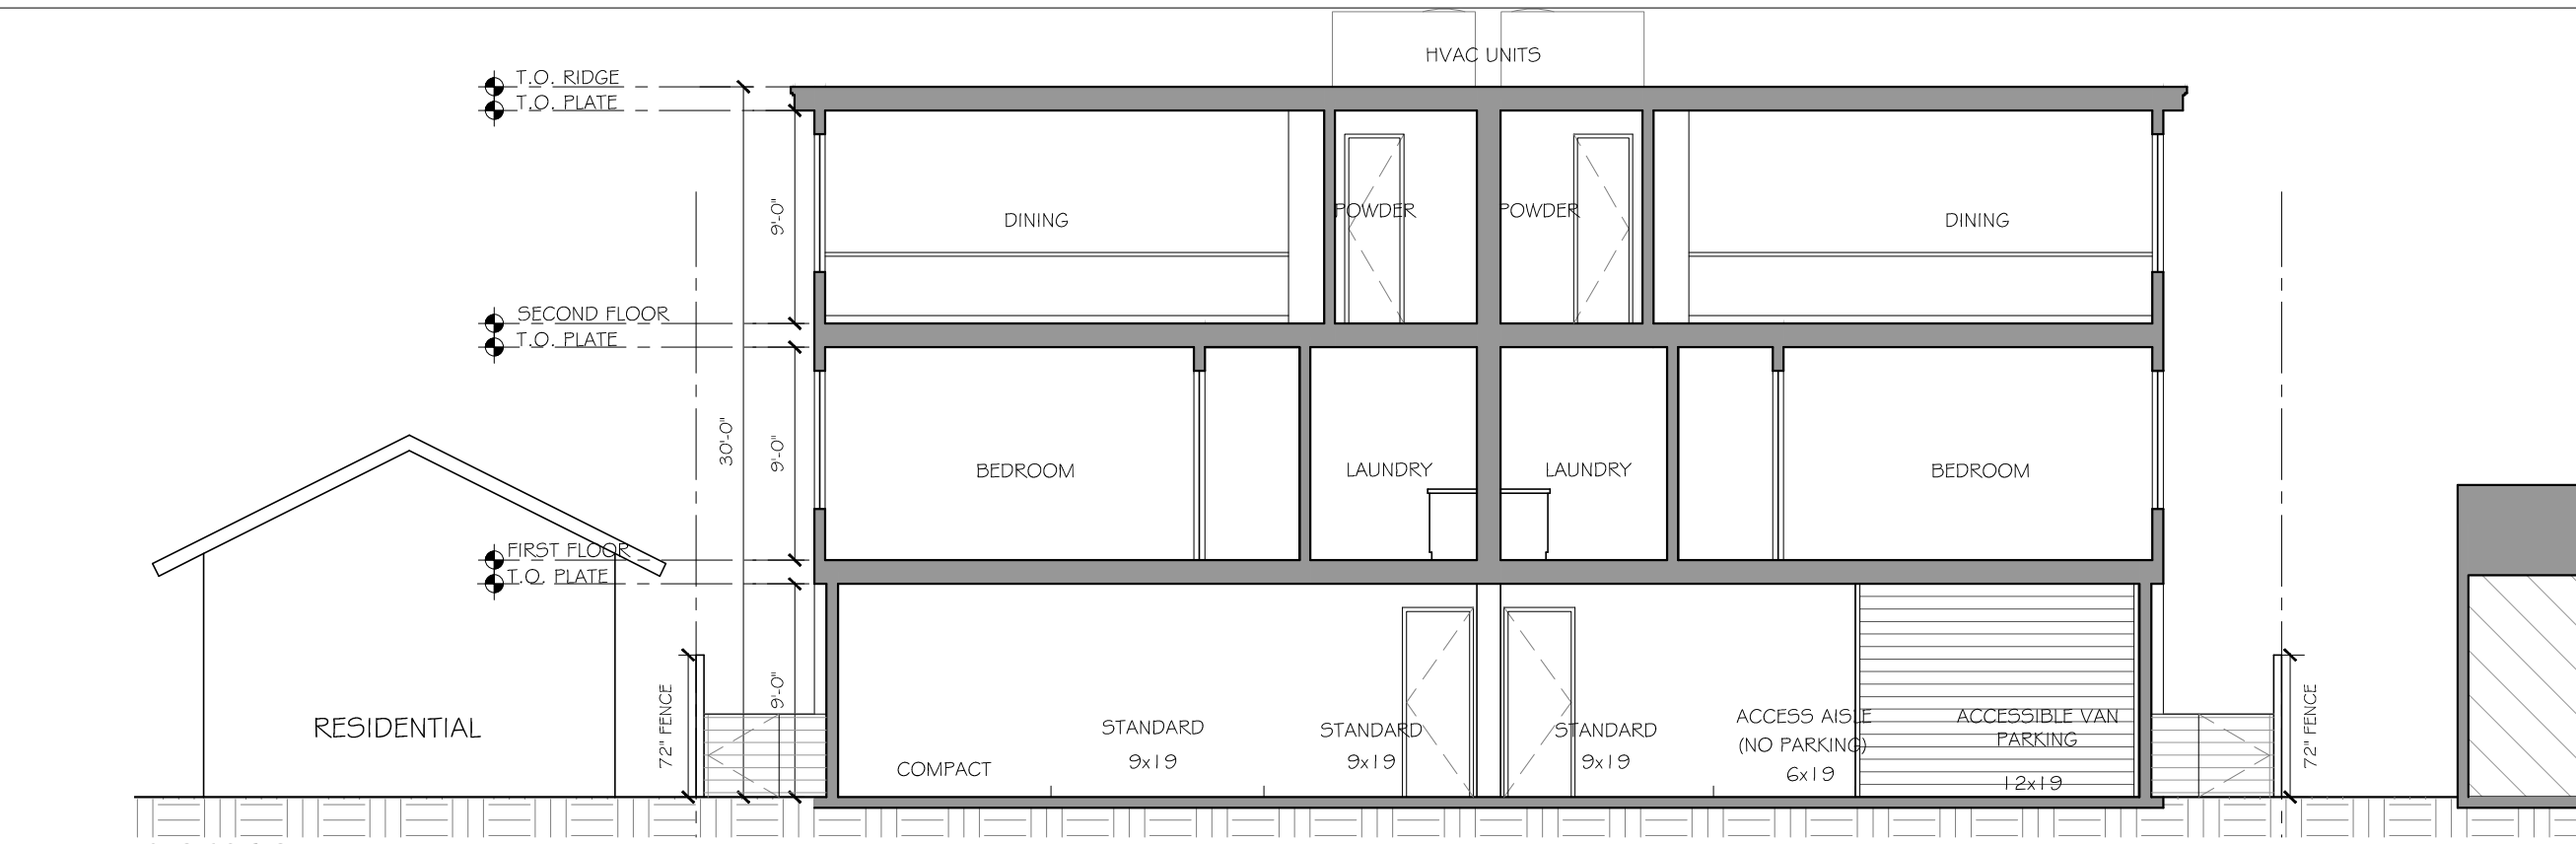 HVAC UNITS
T.O. RIDGE
T.O. PLATE
9'-0"
DINING
POWDER
POWDER
DINING
SECOND FLOOR
T.O. PLATE
30'-0"
9'-0"
BEDROOM
LAUNDRY
LAUNDRY
BEDROOM
FIRST FLOOR
T.O. PLATE
RESIDENTIAL
72" FENCE
9'-0"
COMPACT
STANDARD
9x19
STANDARD
9x19
STANDARD
9x19
ACCESS AISLE
(NO PARKING)
6x19
ACCESSIBLE VAN
PARKING
12x19
72" FENCE